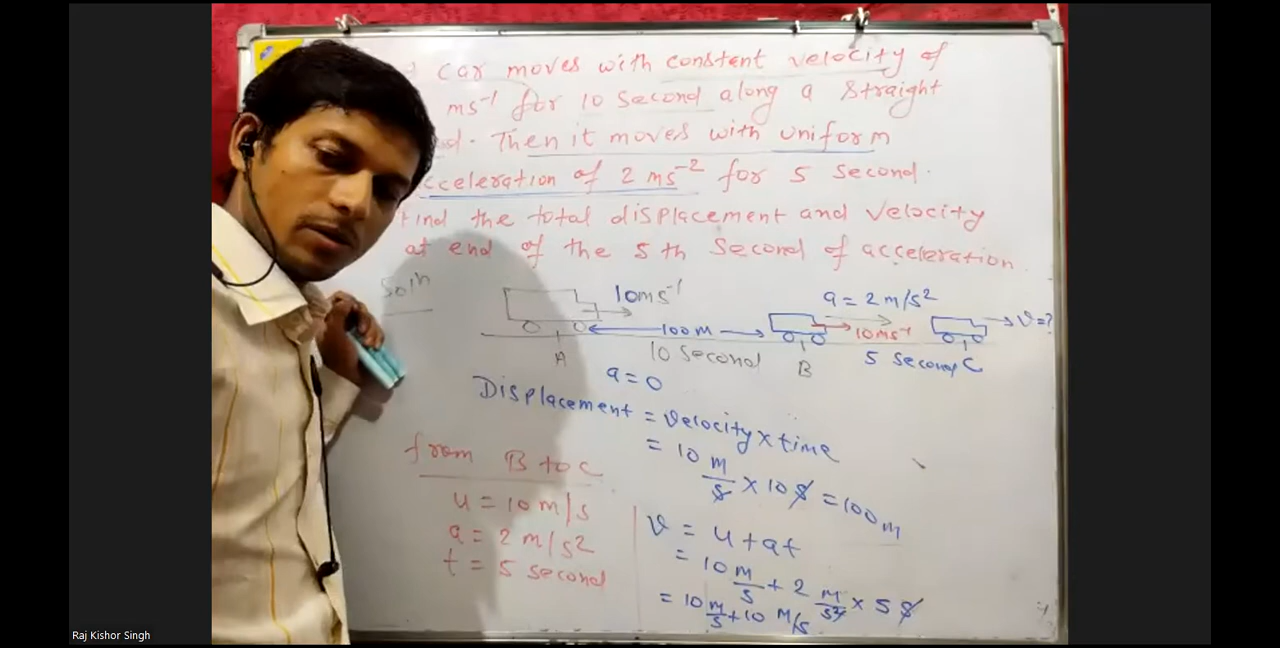 car moves with constant velocity of
ms⁻¹ for 10 second along a straight
Then it moves with uniform
cceleration of 2 ms⁻² for 5 second.
Find the total displacement and velocity
at end of the 5th second of acceleration.
Soln
10ms⁻¹
a = 2 m/s²
100 m
10ms⁻¹
v=?
A
10 second
B
5 second C
a = 0
Displacement = velocity × time
= 10 m/s × 10 s = 100 m
from B to C
u = 10 m/s
a = 2 m/s²
t = 5 second
v = u + at
= 10 m/s + 2 m/s² × 5 s
= 10 m/s + 10 m/s
Raj Kishor Singh